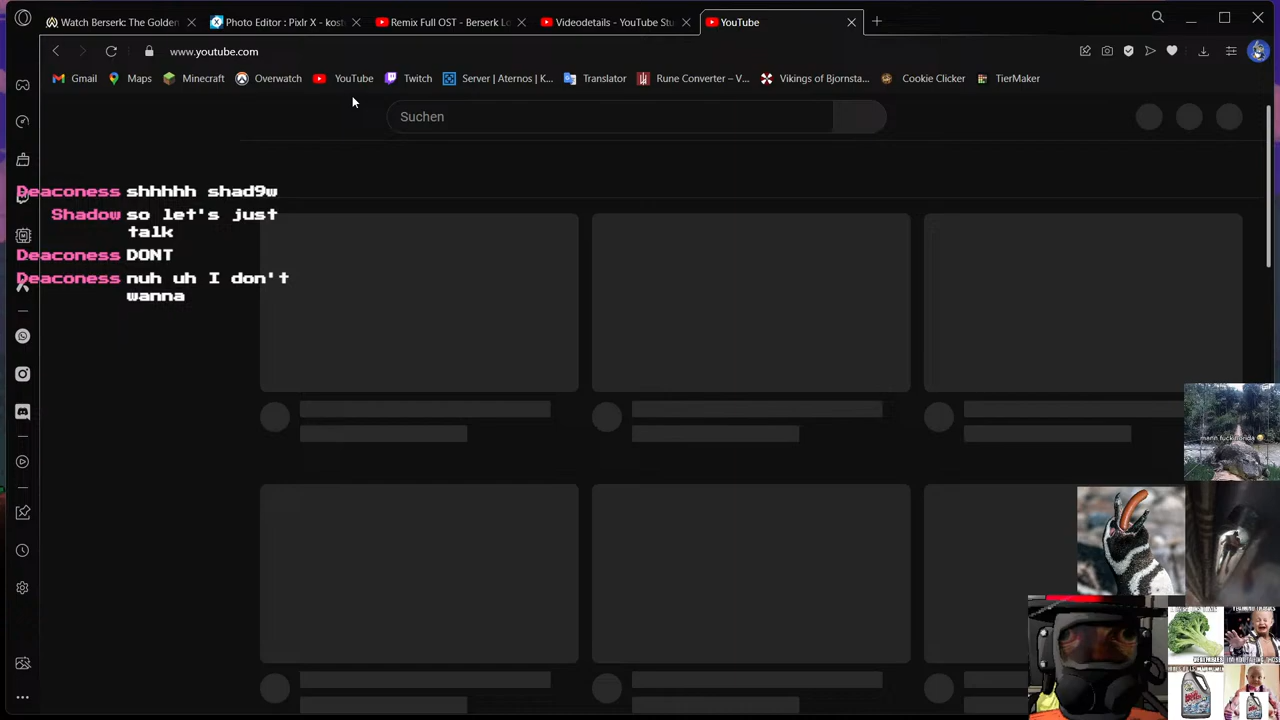 Watch Berserk: The Golden
Photo Editor : Pixlr X - kost
Remix Full OST - Berserk Lo
Videodetails - YouTube Stu
YouTube
www.youtube.com
Gmail
Maps
Minecraft
Overwatch
YouTube
Twitch
Server | Aternos | K...
Translator
Rune Converter – V...
Vikings of Bjornsta...
Cookie Clicker
TierMaker
Suchen
Deaconess shhhhh shad9w
Shadow so let's just
talk
Deaconess DONT
Deaconess nuh uh I don't
wanna